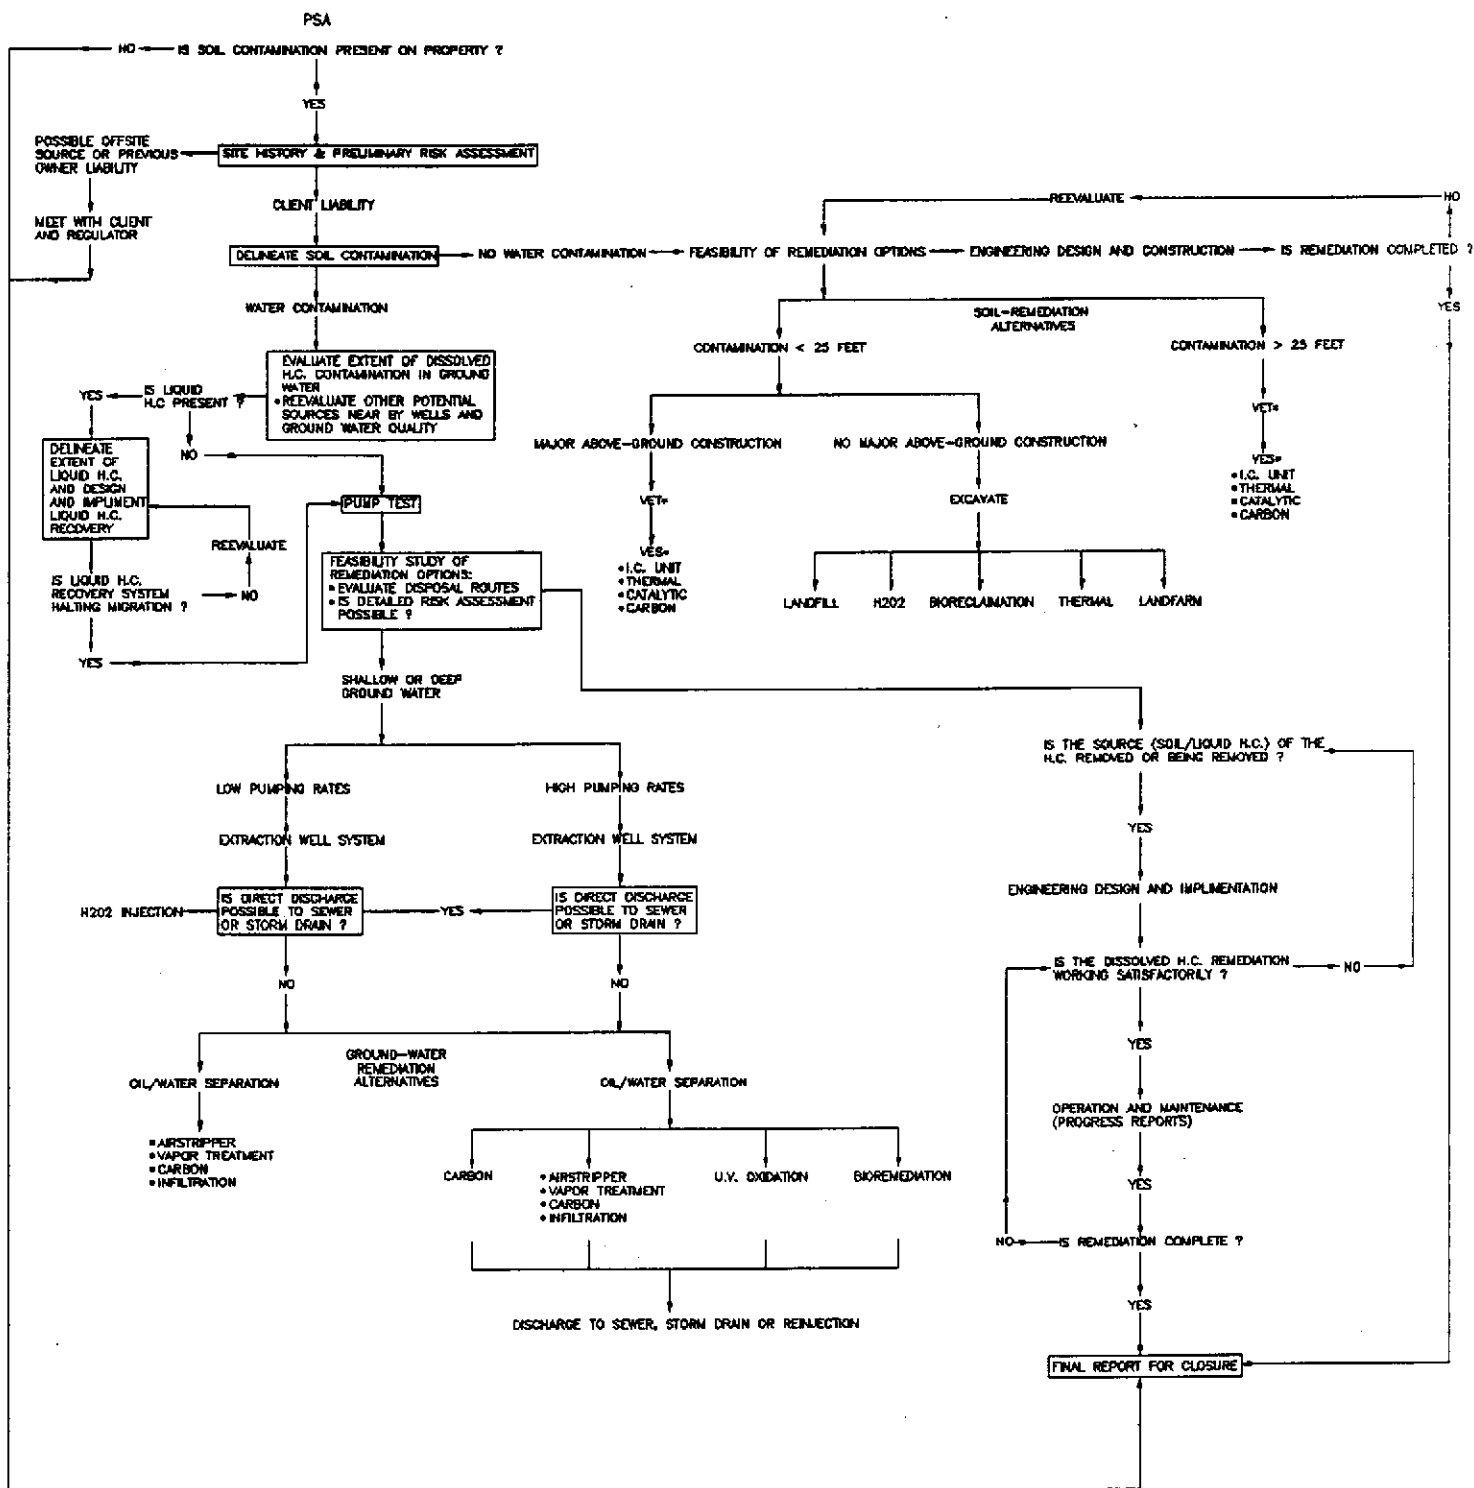 PSA
NO
IS SOIL CONTAMINATION PRESENT ON PROPERTY ?
YES
POSSIBLE OFFSITE
SOURCE OR PREVIOUS
OWNER LIABILITY
SITE HISTORY & PRELIMINARY RISK ASSESSMENT
MEET WITH CLIENT
AND REGULATOR
CLIENT LIABILITY
REEVALUATE
NO
DELINEATE SOIL CONTAMINATION
NO WATER CONTAMINATION
FEASIBILITY OF REMEDIATION OPTIONS
ENGINEERING DESIGN AND CONSTRUCTION
IS REMEDIATION COMPLETED ?
YES
WATER CONTAMINATION
SOIL-REMEDIATION
ALTERNATIVES
CONTAMINATION < 25 FEET
CONTAMINATION > 25 FEET
EVALUATE EXTENT OF DISSOLVED
H.C. CONTAMINATION IN GROUND
WATER
• REEVALUATE OTHER POTENTIAL
SOURCES NEAR BY WELLS AND
GROUND WATER QUALITY
YES
IS LIQUID
H.C PRESENT ?
NO
DELINEATE
EXTENT OF
LIQUID H.C.
AND DESIGN
AND IMPLIMENT
LIQUID H.C.
RECOVERY
PUMP TEST
REEVALUATE
IS LIQUID H.C.
RECOVERY SYSTEM
HALTING MIGRATION ?
NO
YES
FEASIBILITY STUDY OF
REMEDIATION OPTIONS:
• EVALUATE DISPOSAL ROUTES
• IS DETAILED RISK ASSESSMENT
POSSIBLE ?
MAJOR ABOVE-GROUND CONSTRUCTION
NO MAJOR ABOVE-GROUND CONSTRUCTION
VET=
VES=
• I.C. UNIT
• THERMAL
• CATALYTIC
• CARBON
EXCAVATE
LANDFILL
H2O2
BIORECLAMATION
THERMAL
LANDFARM
VET=
VES=
• I.C. UNIT
• THERMAL
• CATALYTIC
• CARBON
SHALLOW OR DEEP
GROUND WATER
LOW PUMPING RATES
HIGH PUMPING RATES
EXTRACTION WELL SYSTEM
EXTRACTION WELL SYSTEM
H2O2 INJECTION
IS DIRECT DISCHARGE
POSSIBLE TO SEWER
OR STORM DRAIN ?
YES
IS DIRECT DISCHARGE
POSSIBLE TO SEWER
OR STORM DRAIN ?
NO
NO
GROUND-WATER
REMEDIATION
ALTERNATIVES
OIL/WATER SEPARATION
OIL/WATER SEPARATION
• AIRSTRIPPER
• VAPOR TREATMENT
• CARBON
• INFILTRATION
CARBON
• AIRSTRIPPER
• VAPOR TREATMENT
• CARBON
• INFILTRATION
U.V. OXIDATION
BIOREMEDIATION
DISCHARGE TO SEWER, STORM DRAIN OR REINJECTION
IS THE SOURCE (SOIL/LIQUID H.C.) OF THE
H.C. REMOVED OR BEING REMOVED ?
YES
ENGINEERING DESIGN AND IMPLIMENTATION
IS THE DISSOLVED H.C. REMEDIATION
WORKING SATISFACTORILY ?
NO
YES
OPERATION AND MAINTENANCE
(PROGRESS REPORTS)
YES
NO
IS REMEDIATION COMPLETE ?
YES
FINAL REPORT FOR CLOSURE